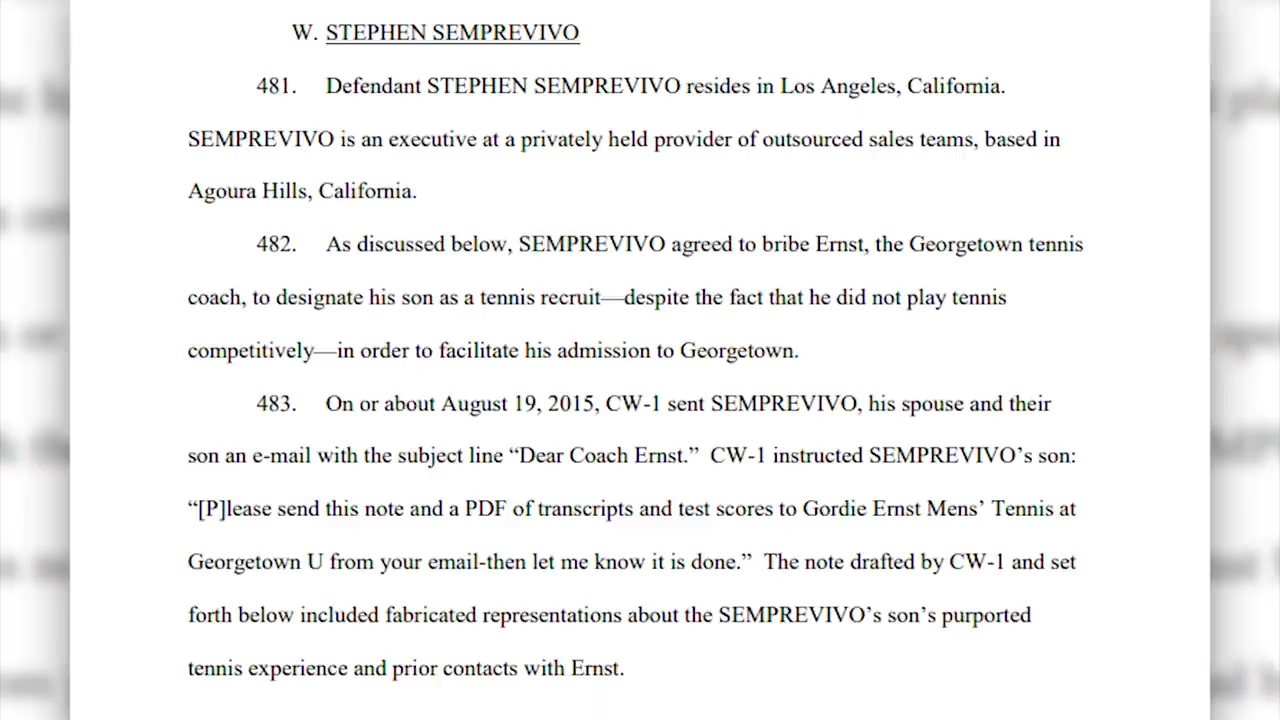 W. STEPHEN SEMPREVIVO
481. Defendant STEPHEN SEMPREVIVO resides in Los Angeles, California.
SEMPREVIVO is an executive at a privately held provider of outsourced sales teams, based in
Agoura Hills, California.
482. As discussed below, SEMPREVIVO agreed to bribe Ernst, the Georgetown tennis
coach, to designate his son as a tennis recruit—despite the fact that he did not play tennis
competitively—in order to facilitate his admission to Georgetown.
483. On or about August 19, 2015, CW-1 sent SEMPREVIVO, his spouse and their
son an e-mail with the subject line “Dear Coach Ernst.” CW-1 instructed SEMPREVIVO’s son:
“[P]lease send this note and a PDF of transcripts and test scores to Gordie Ernst Mens’ Tennis at
Georgetown U from your email-then let me know it is done.” The note drafted by CW-1 and set
forth below included fabricated representations about the SEMPREVIVO’s son’s purported
tennis experience and prior contacts with Ernst.